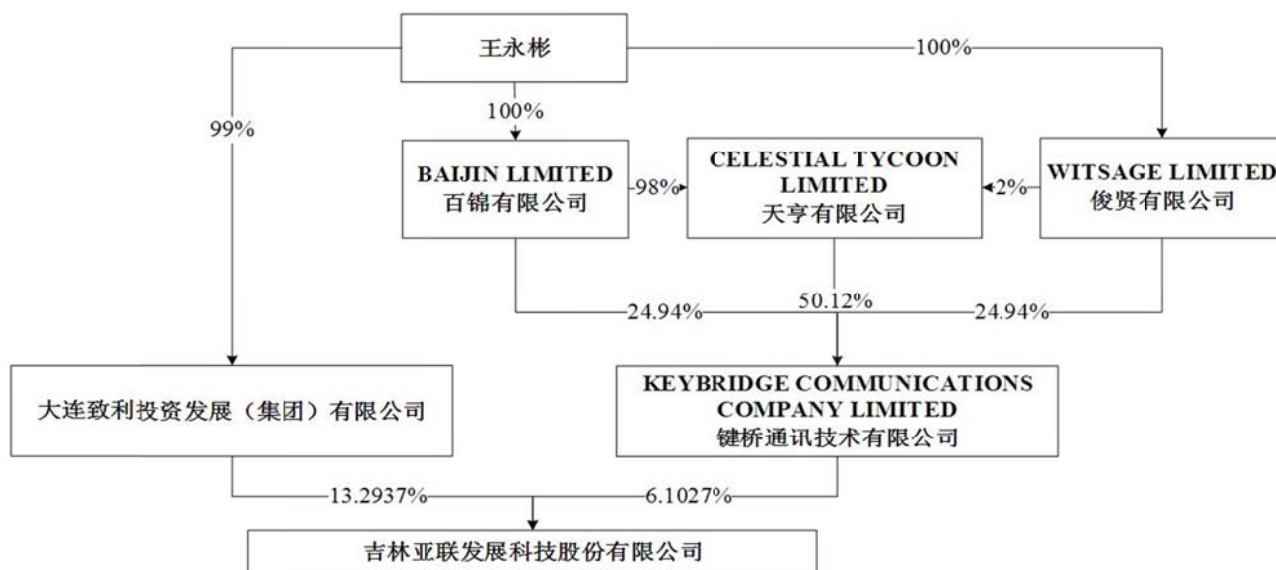 王永彬
100%
100%
99%
BAIJIN LIMITED
百锦有限公司
98%
CELESTIAL TYCOON
LIMITED
天亨有限公司
2%
WITSAGE LIMITED
俊贤有限公司
24.94%
50.12%
24.94%
大连致利投资发展（集团）有限公司
KEYBRIDGE COMMUNICATIONS
COMPANY LIMITED
键桥通讯技术有限公司
13.2937%
6.1027%
吉林亚联发展科技股份有限公司